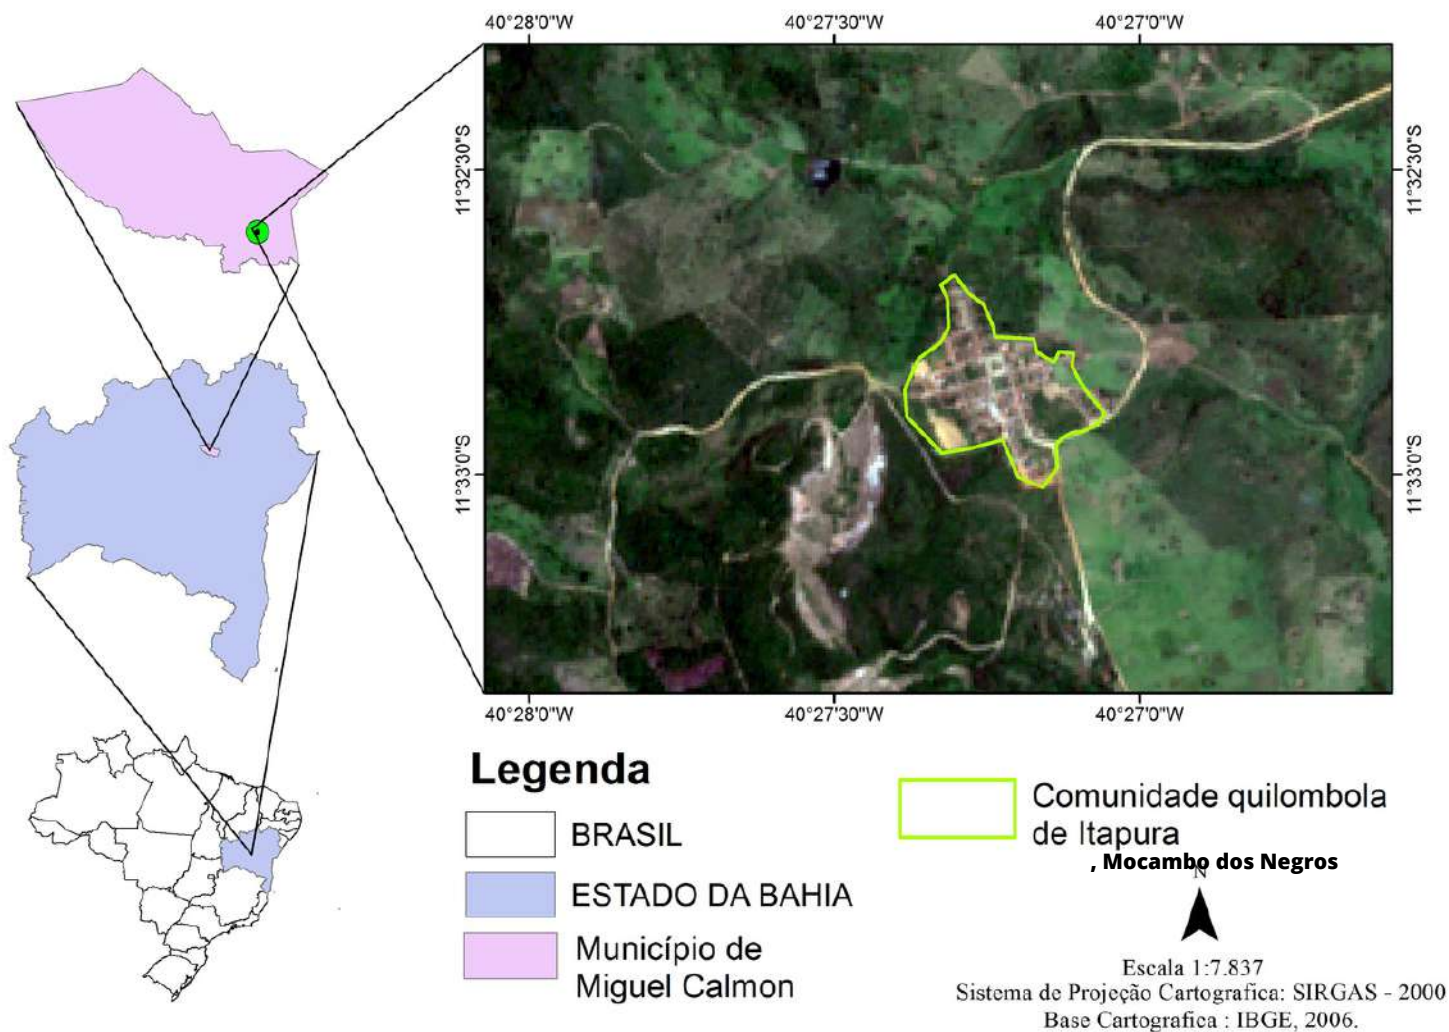 40°28'0"W 40°27'30"W 40°27'0"W
11°32'30"S 11°32'30"S
11°33'0"S 11°33'0"S
40°28'0"W 40°27'30"W 40°27'0"W
Legenda
BRASIL
ESTADO DA BAHIA
Município de
Miguel Calmon
Comunidade quilombola
de Itapura
, Mocambo dos Negros
N
Escala 1:7.837
Sistema de Projeção Cartografica: SIRGAS - 2000
Base Cartografica : IBGE, 2006.